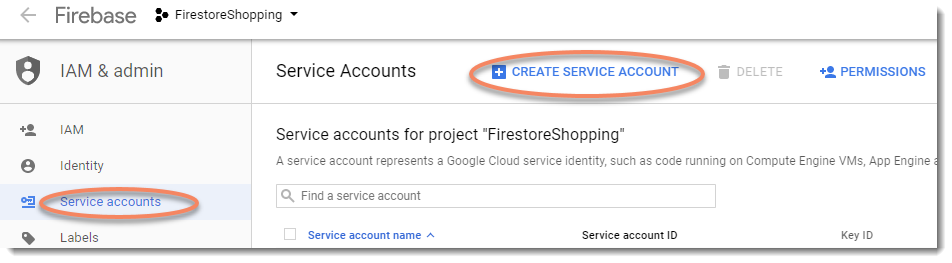 Firebase FirestoreShopping
IAM & admin
Service Accounts
CREATE SERVICE ACCOUNT
DELETE
PERMISSIONS
IAM
Identity
Service accounts
Labels
Service accounts for project "FirestoreShopping"
A service account represents a Google Cloud service identity, such as code running on Compute Engine VMs, App Engine a
Find a service account
Service account name
Service account ID
Key ID